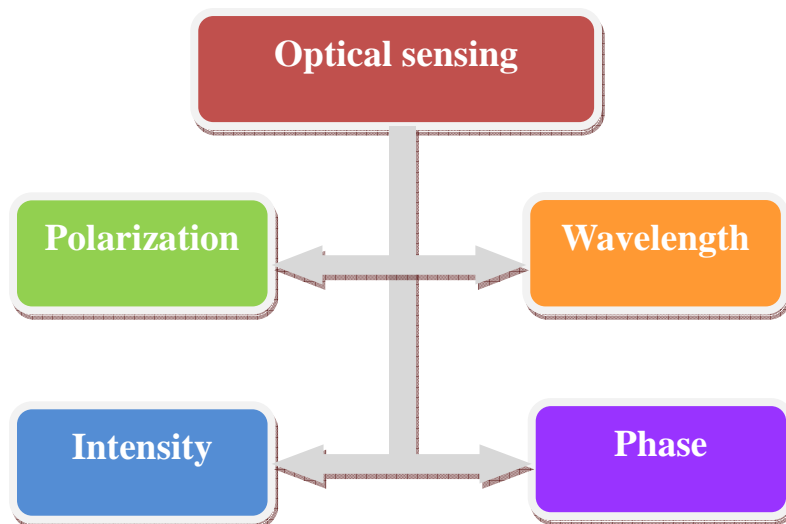 Optical sensing
Polarization
Wavelength
Intensity
Phase